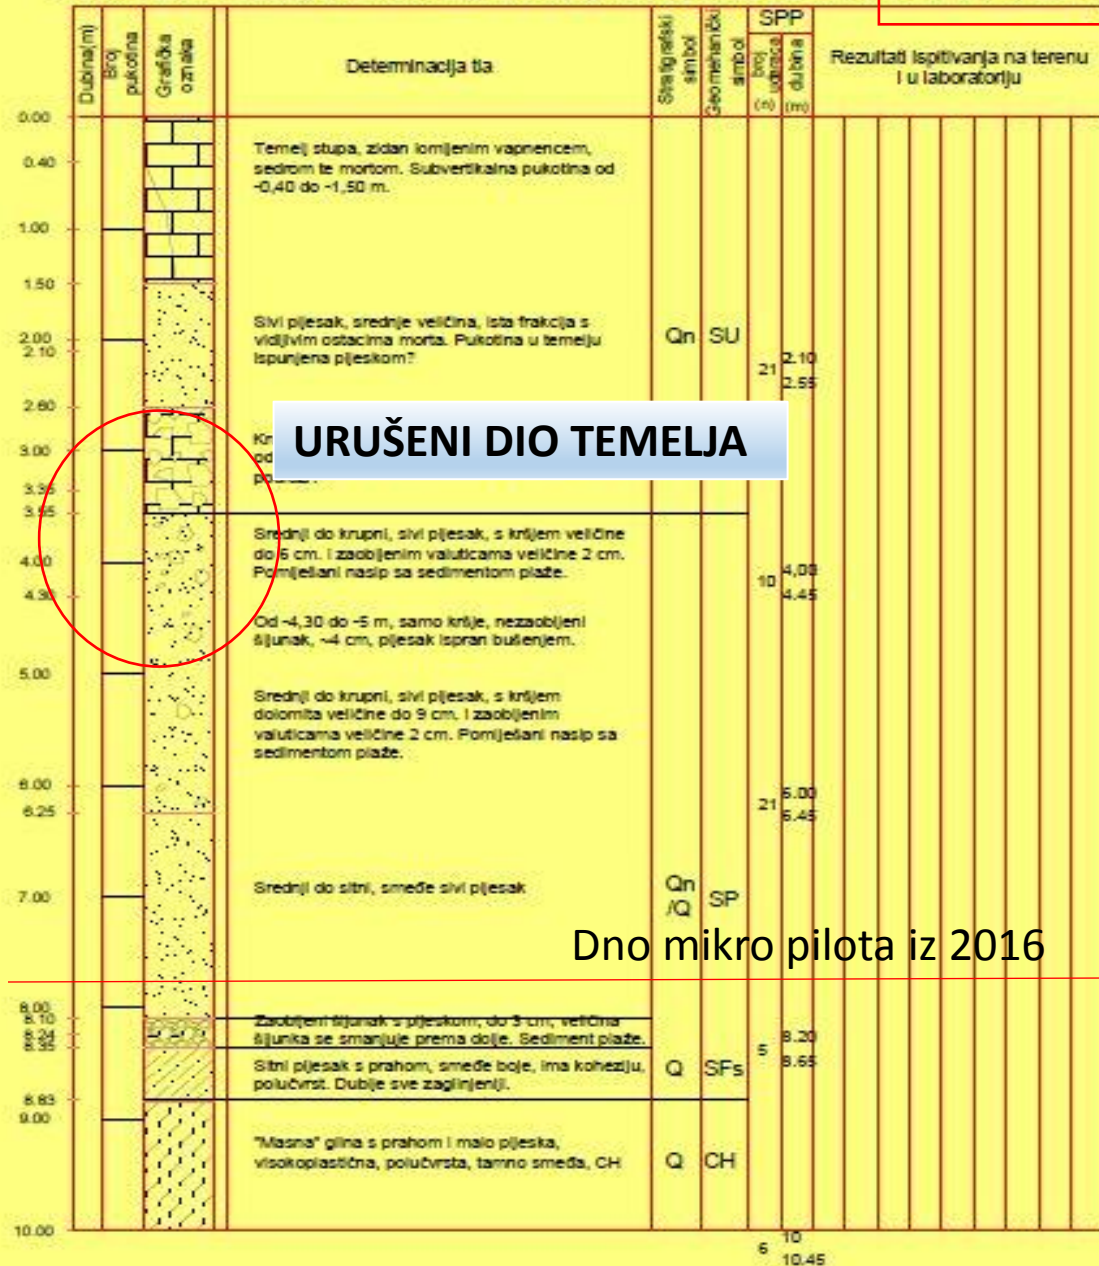 Dubina(m)
Broj pukotina
Grafička oznaka
Determinacija tla
Stratigrafski simbol
Geomehanički simbol
SPP
broj udaraca (n)
dubina (m)
Rezultati ispitivanja na terenu
i u laboratoriju
0.00
Temelj stupa, zidan lomljenim vapnencem,
0.40
sedrom te mortom. Subvertikalna pukotina od
-0,40 do -1,50 m.
1.00
1.50
Sivi pijesak, srednje veličina, ista frakcija s
2.00
vidljivim ostacima morta. Pukotina u temelju
Qn SU
2.10
ispunjena pijeskom?
21 2.10
2.55
2.60
URUŠENI DIO TEMELJA
3.00
3.35
3.55
Srednji do krupni, sivi pijesak, s kršjem veličine
do 6 cm. i zaobljenim valuticama veličine 2 cm.
4.00
Pomiješani nasip sa sedimentom plaže.
10 4,00
4.45
4.30
Od -4,30 do -5 m, samo kršje, nezaobljeni
šljunak, ~4 cm, pijesak ispran bušenjem.
5.00
Srednji do krupni, sivi pijesak, s kršjem
dolomita veličine do 9 cm. i zaobljenim
valuticama veličine 2 cm. Pomiješani nasip sa
sedimentom plaže.
6.00
21 6.00
6.45
6.25
7.00
Srednji do sitni, smeđe sivi pijesak
Qn
/Q SP
Dno mikro pilota iz 2016
8.00
8.10
Zaobljeni šljunak s pijeskom, do 3 cm, veličina
8.24
šljunka se smanjuje prema dolje. Sediment plaže.
8.35
5 8.20
8.65
Sitni pijesak s prahom, smeđe boje, ima koheziju,
polučvrst. Dublje sve zaglinjeniji.
Q SFs
8.83
9.00
"Masna" glina s prahom i malo pijeska,
visokoplastična, polučvrsta, tamno smeđa, CH
Q CH
10.00
6 10
10.45